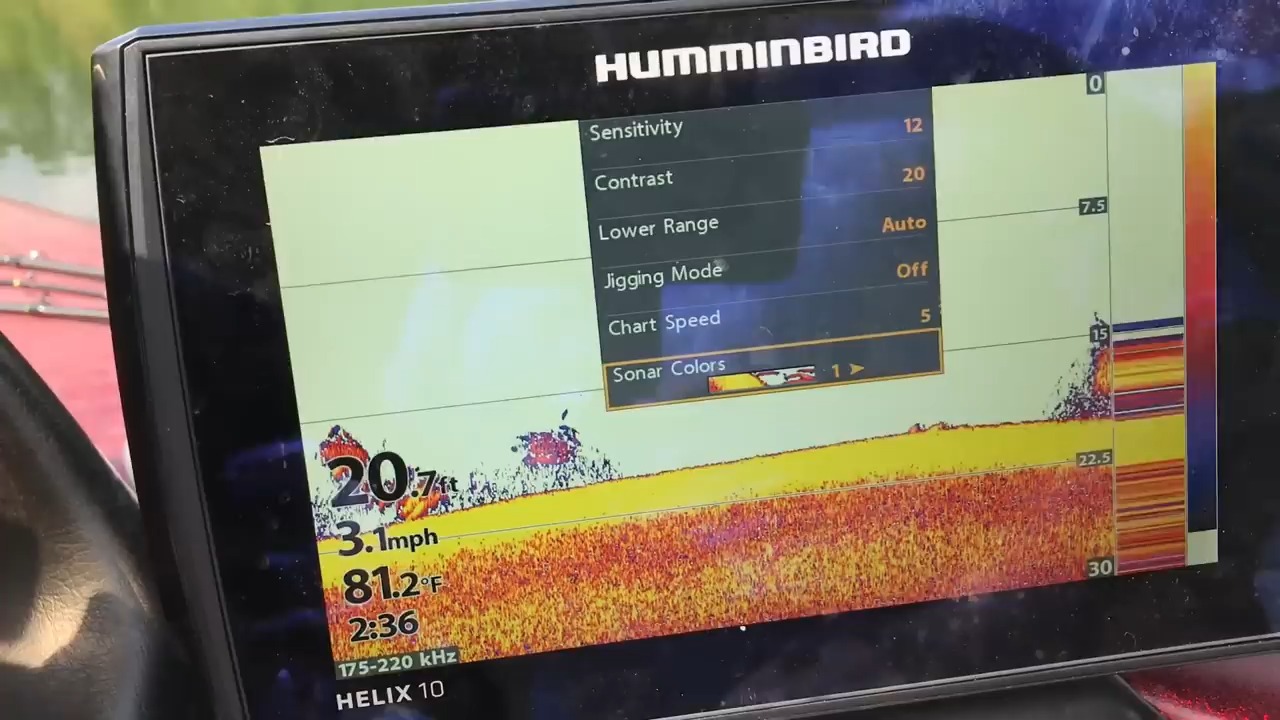 HUMMINBIRD
Sensitivity 12
Contrast 20
Lower Range Auto
Jigging Mode Off
Chart Speed 5
Sonar Colors 1
0
7.5
15
22.5
30
20.7ft
3.1mph
81.2°F
2:36
175-220 kHz
HELIX 10